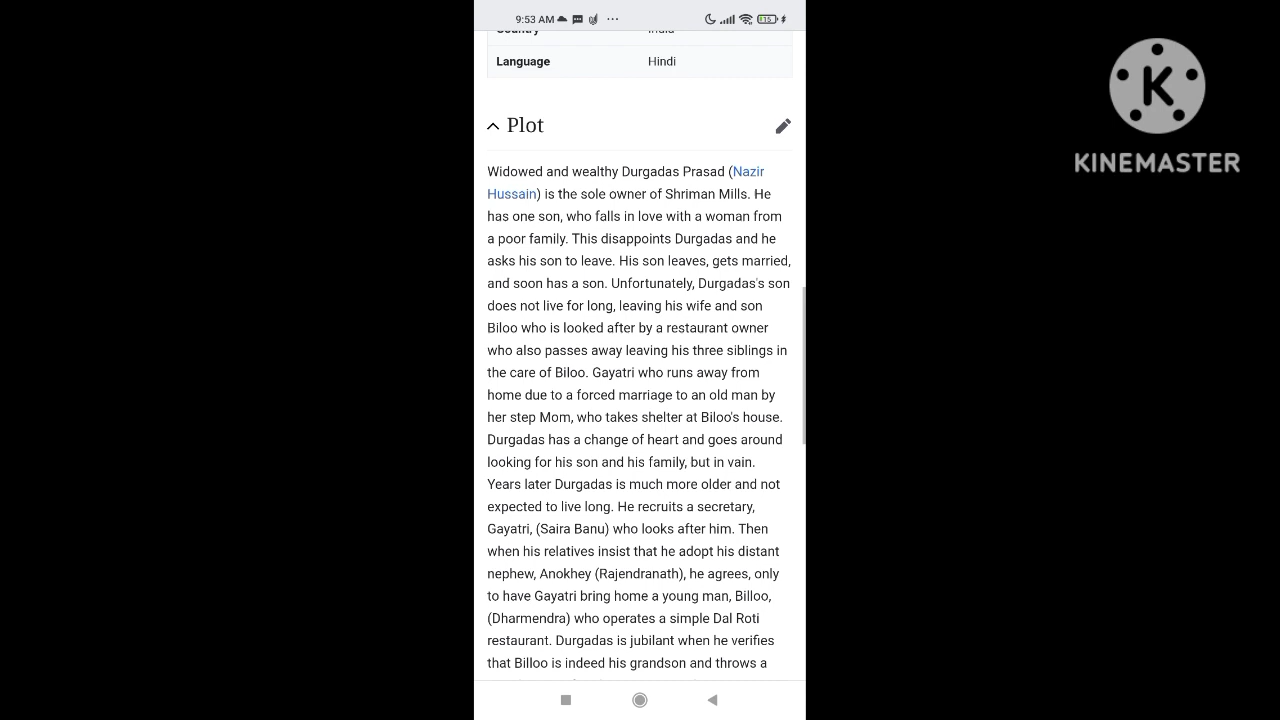 9:53 AM
15
Country India
Language Hindi
Plot
Widowed and wealthy Durgadas Prasad (Nazir
Hussain) is the sole owner of Shriman Mills. He
has one son, who falls in love with a woman from
a poor family. This disappoints Durgadas and he
asks his son to leave. His son leaves, gets married,
and soon has a son. Unfortunately, Durgadas's son
does not live for long, leaving his wife and son
Biloo who is looked after by a restaurant owner
who also passes away leaving his three siblings in
the care of Biloo. Gayatri who runs away from
home due to a forced marriage to an old man by
her step Mom, who takes shelter at Biloo's house.
Durgadas has a change of heart and goes around
looking for his son and his family, but in vain.
Years later Durgadas is much more older and not
expected to live long. He recruits a secretary,
Gayatri, (Saira Banu) who looks after him. Then
when his relatives insist that he adopt his distant
nephew, Anokhey (Rajendranath), he agrees, only
to have Gayatri bring home a young man, Billoo,
(Dharmendra) who operates a simple Dal Roti
restaurant. Durgadas is jubilant when he verifies
that Billoo is indeed his grandson and throws a
K
KINEMASTER